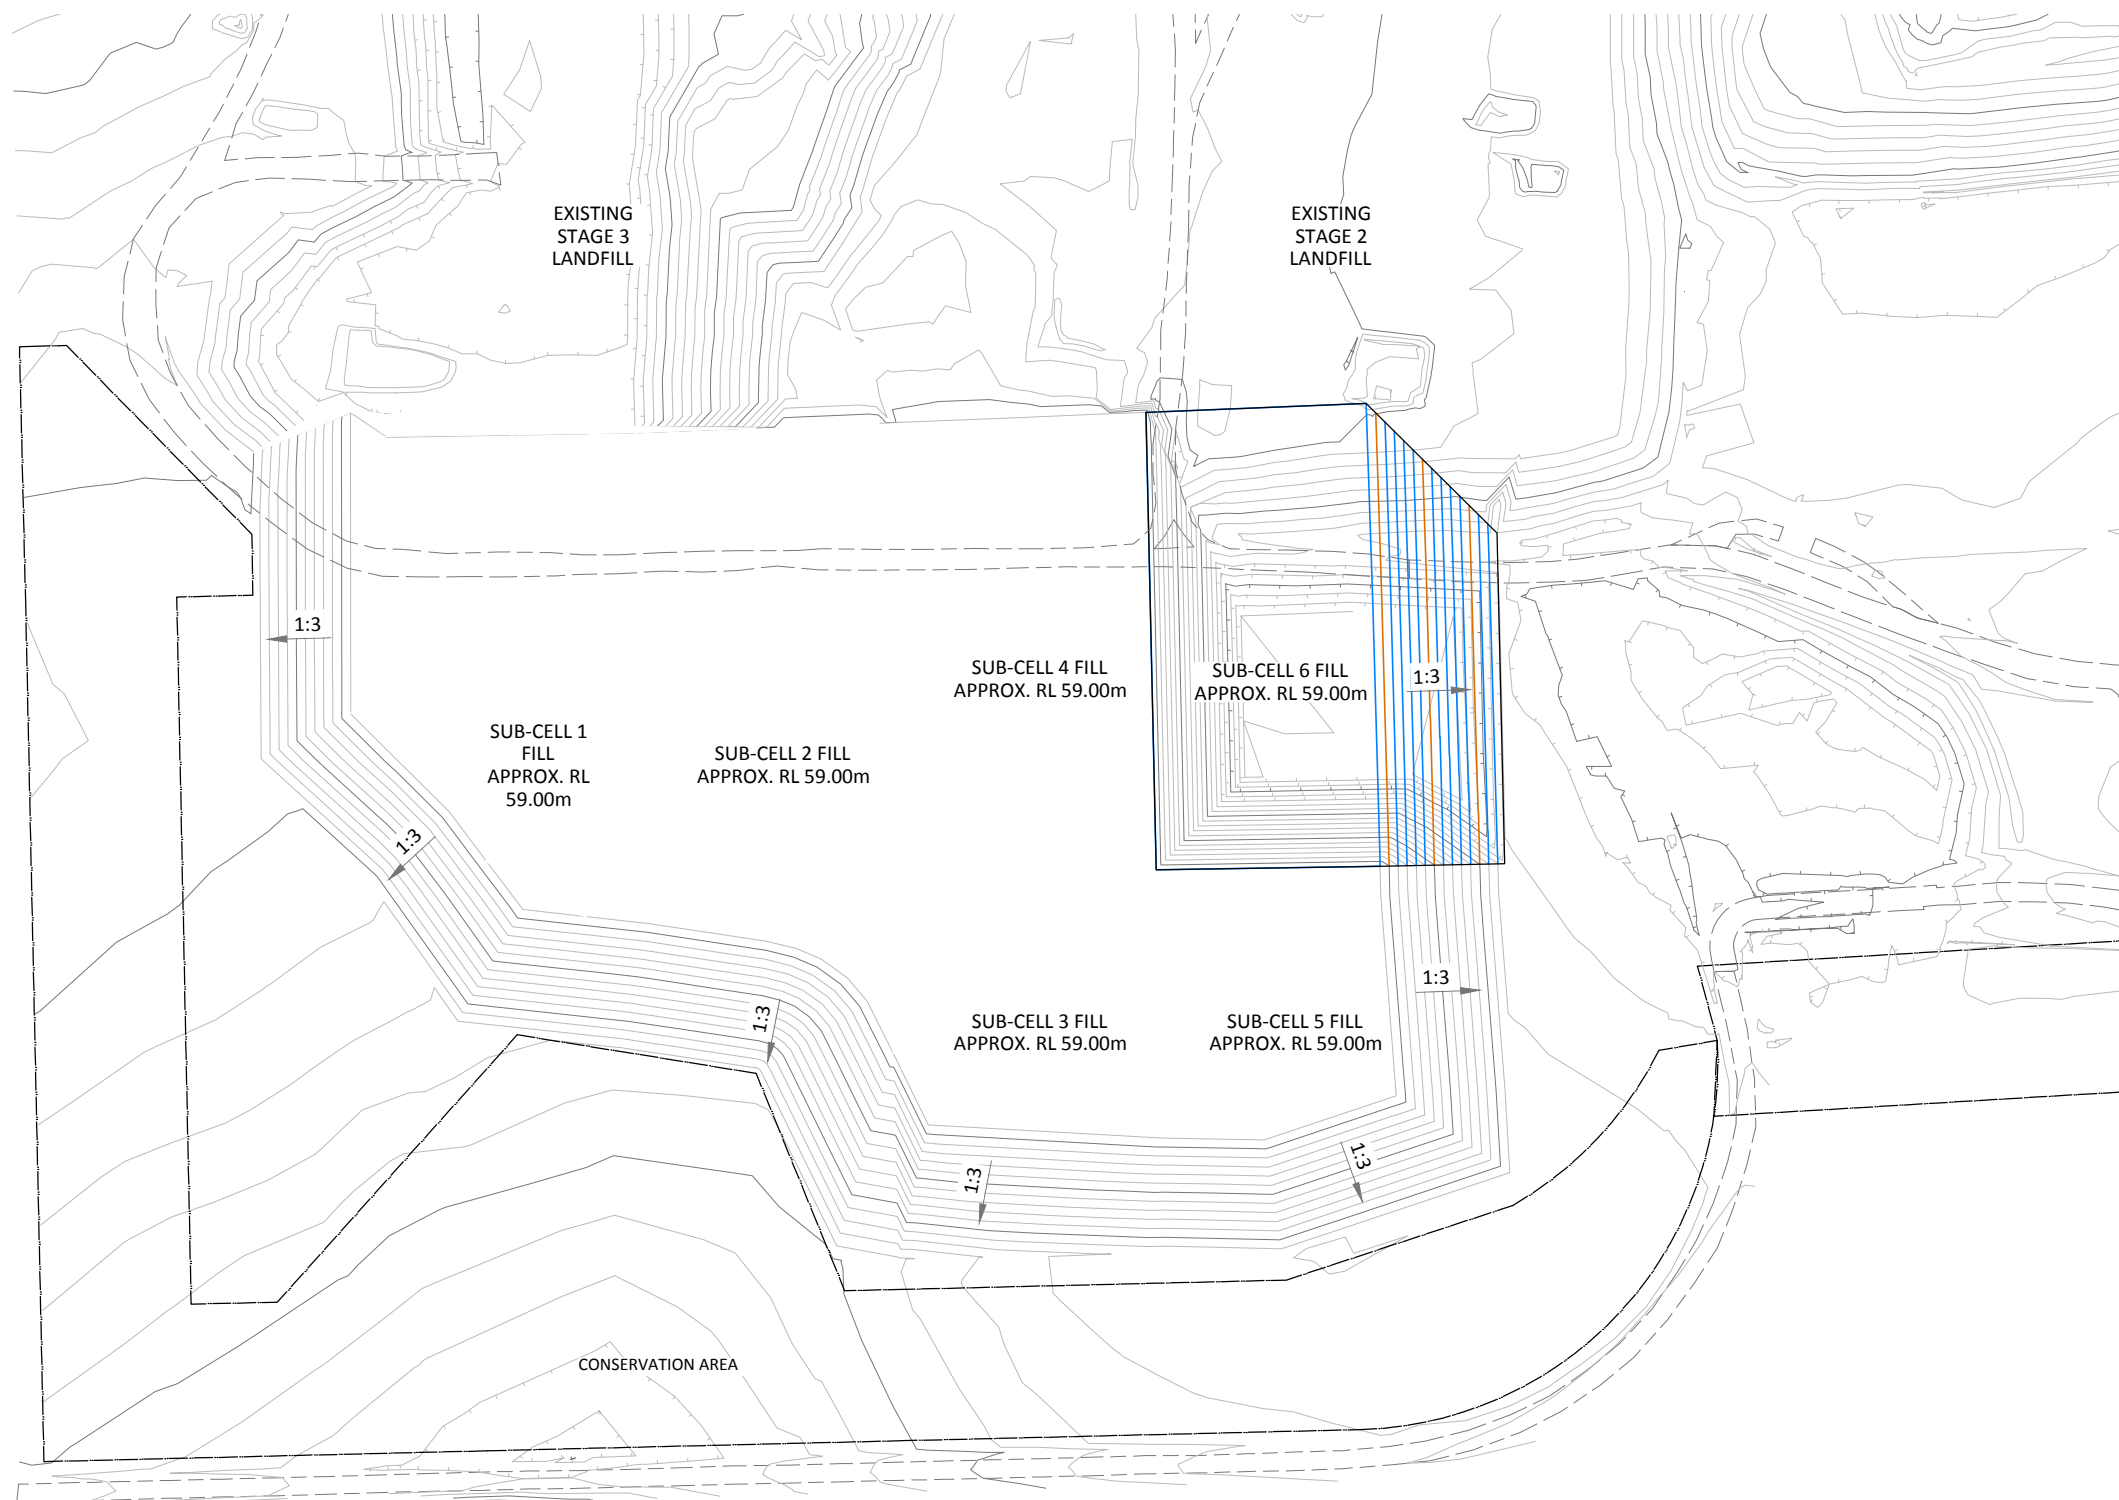 EXISTING
STAGE 3
LANDFILL
EXISTING
STAGE 2
LANDFILL
1:3
SUB-CELL 4 FILL
APPROX. RL 59.00m
SUB-CELL 6 FILL
APPROX. RL 59.00m
1:3
SUB-CELL 1
FILL
APPROX. RL
59.00m
SUB-CELL 2 FILL
APPROX. RL 59.00m
1:3
1:3
1:3
SUB-CELL 3 FILL
APPROX. RL 59.00m
SUB-CELL 5 FILL
APPROX. RL 59.00m
1:3
1:3
CONSERVATION AREA